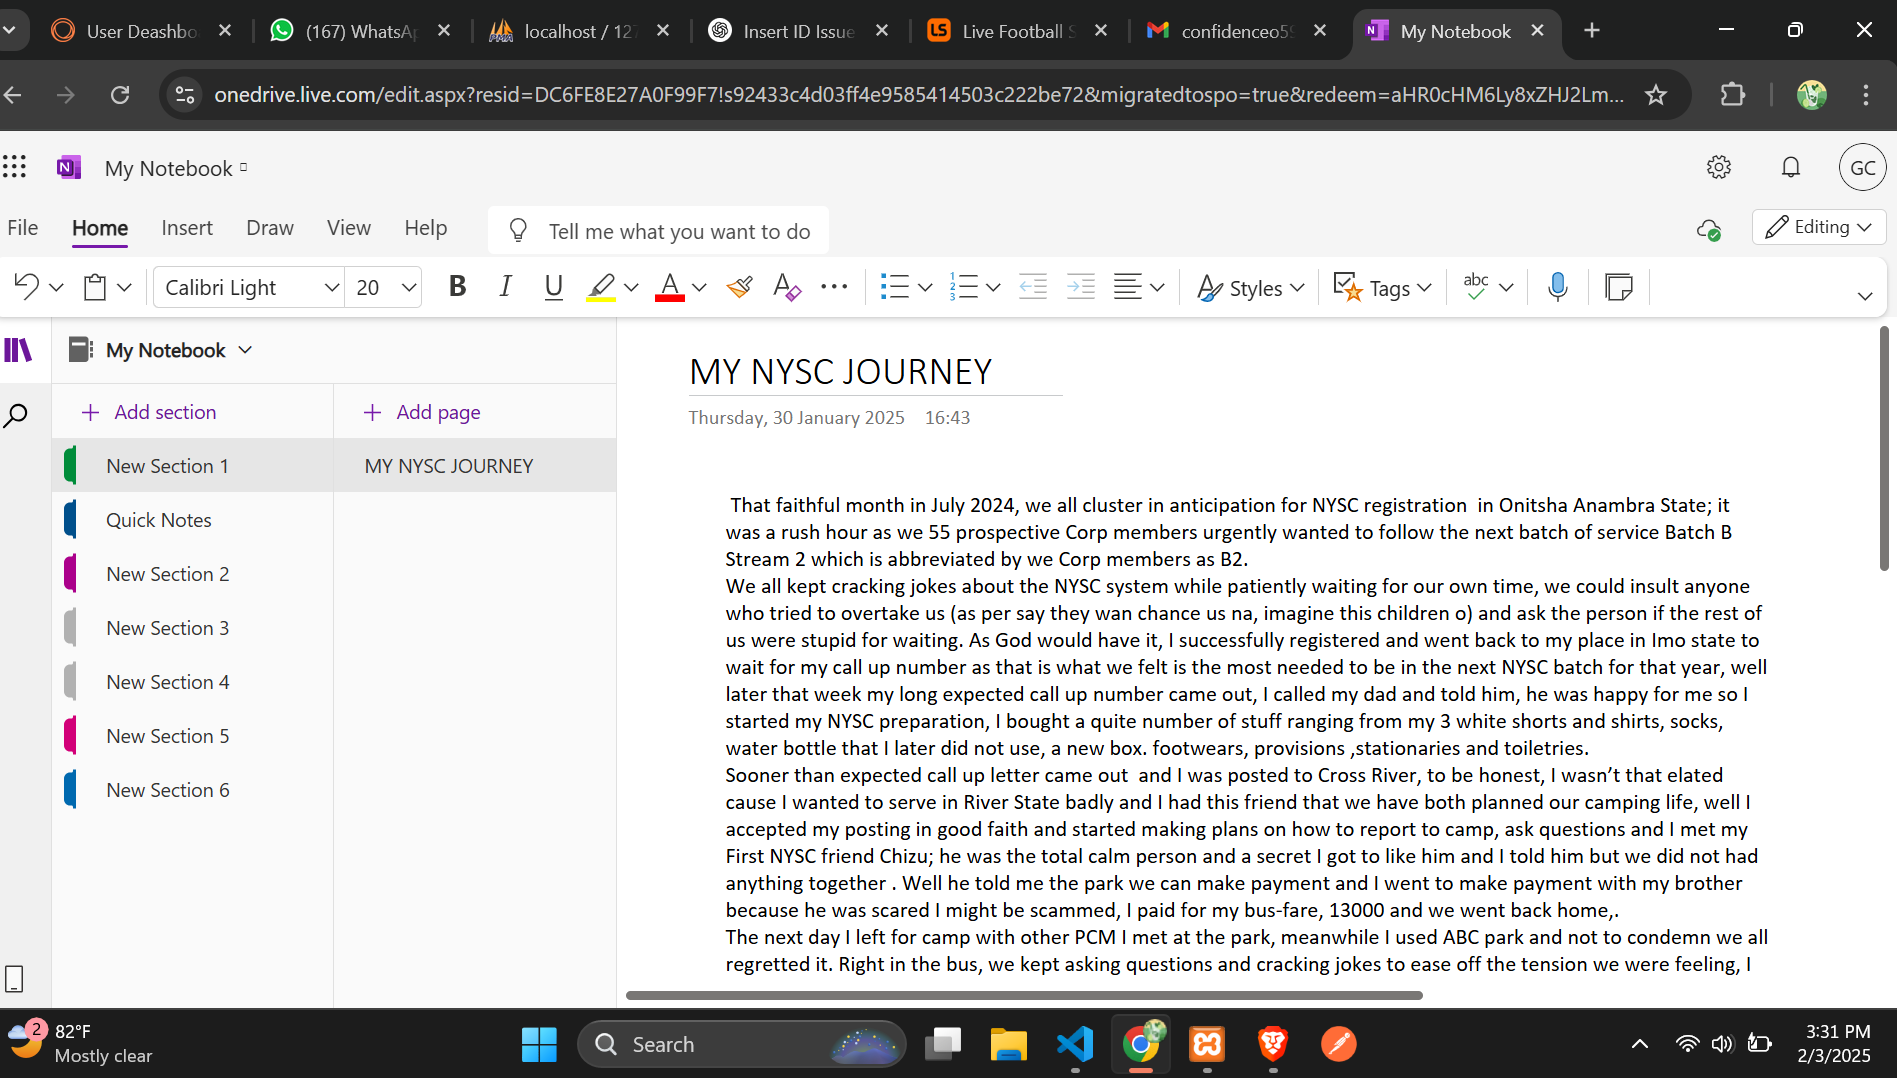 User Deashbo
(167) WhatsAp
localhost / 127
Insert ID Issue
Live Football S
confidenceo59
My Notebook
onedrive.live.com/edit.aspx?resid=DC6FE8E27A0F99F7!s92433c4d03ff4e9585414503c222be72&migratedtospo=true&redeem=aHR0cHM6Ly8xZHJ2Lm...
My Notebook
GC
File Home Insert Draw View Help Tell me what you want to do
Editing
Calibri Light 20 B I U A A Styles Tags abc
My Notebook
Add section
Add page
New Section 1
Quick Notes
New Section 2
New Section 3
New Section 4
New Section 5
New Section 6
MY NYSC JOURNEY
MY NYSC JOURNEY
Thursday, 30 January 2025 16:43
That faithful month in July 2024, we all cluster in anticipation for NYSC registration in Onitsha Anambra State; it
was a rush hour as we 55 prospective Corp members urgently wanted to follow the next batch of service Batch B
Stream 2 which is abbreviated by we Corp members as B2.
We all kept cracking jokes about the NYSC system while patiently waiting for our own time, we could insult anyone
who tried to overtake us (as per say they wan chance us na, imagine this children o) and ask the person if the rest of
us were stupid for waiting. As God would have it, I successfully registered and went back to my place in Imo state to
wait for my call up number as that is what we felt is the most needed to be in the next NYSC batch for that year, well
later that week my long expected call up number came out, I called my dad and told him, he was happy for me so I
started my NYSC preparation, I bought a quite number of stuff ranging from my 3 white shorts and shirts, socks,
water bottle that I later did not use, a new box. footwears, provisions ,stationaries and toiletries.
Sooner than expected call up letter came out and I was posted to Cross River, to be honest, I wasn’t that elated
cause I wanted to serve in River State badly and I had this friend that we have both planned our camping life, well I
accepted my posting in good faith and started making plans on how to report to camp, ask questions and I met my
First NYSC friend Chizu; he was the total calm person and a secret I got to like him and I told him but we did not had
anything together . Well he told me the park we can make payment and I went to make payment with my brother
because he was scared I might be scammed, I paid for my bus-fare, 13000 and we went back home,.
The next day I left for camp with other PCM I met at the park, meanwhile I used ABC park and not to condemn we all
regretted it. Right in the bus, we kept asking questions and cracking jokes to ease off the tension we were feeling, I
2
82°F
Mostly clear
Search
3:31 PM
2/3/2025